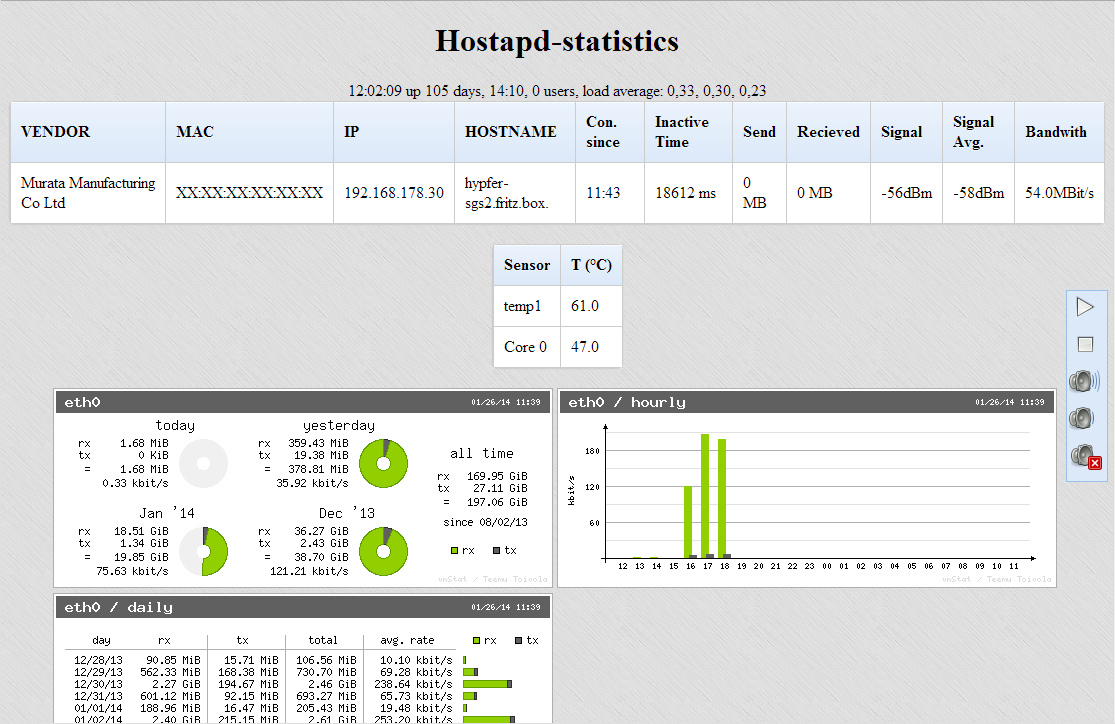 Hostapd-statistics
12:02:09 up 105 days, 14:10, 0 users, load average: 0,33, 0,30, 0,23
VENDOR MAC IP HOSTNAME Con. since Inactive Time Send Recieved Signal Signal Avg. Bandwith
Murata Manufacturing Co Ltd XX:XX:XX:XX:XX:XX 192.168.178.30 hypfer-sgs2.fritz.box. 11:43 18612 ms 0 MB 0 MB -56dBm -58dBm 54.0MBit/s
Sensor T (°C)
temp1 61.0
Core 0 47.0
eth0 01/26/14 11:39
today
rx 1.68 MiB
tx 0 KiB
= 1.68 MiB
0.33 kbit/s
yesterday
rx 359.43 MiB
tx 19.38 MiB
= 378.81 MiB
35.92 kbit/s
all time
rx 169.95 GiB
tx 27.11 GiB
= 197.06 GiB
since 08/02/13
rx tx
Jan '14
rx 18.51 GiB
tx 1.34 GiB
= 19.85 GiB
75.63 kbit/s
Dec '13
rx 36.27 GiB
tx 2.43 GiB
= 38.70 GiB
121.21 kbit/s
vnStat / Teemu Toivola
eth0 / hourly 01/26/14 11:39
kbit/s
180
120
60
12 13 14 15 16 17 18 19 20 21 22 23 00 01 02 03 04 05 06 07 08 09 10 11
vnStat / Teemu Toivola
eth0 / daily 01/26/14 11:39
day rx tx total avg. rate rx tx
12/28/13 90.85 MiB 15.71 MiB 106.56 MiB 10.10 kbit/s
12/29/13 562.33 MiB 168.38 MiB 730.70 MiB 69.28 kbit/s
12/30/13 2.27 GiB 194.67 MiB 2.46 GiB 238.64 kbit/s
12/31/13 601.12 MiB 92.15 MiB 693.27 MiB 65.73 kbit/s
01/01/14 188.96 MiB 16.47 MiB 205.43 MiB 19.48 kbit/s
01/02/14 2.40 GiB 215.15 MiB 2.61 GiB 253.20 kbit/s